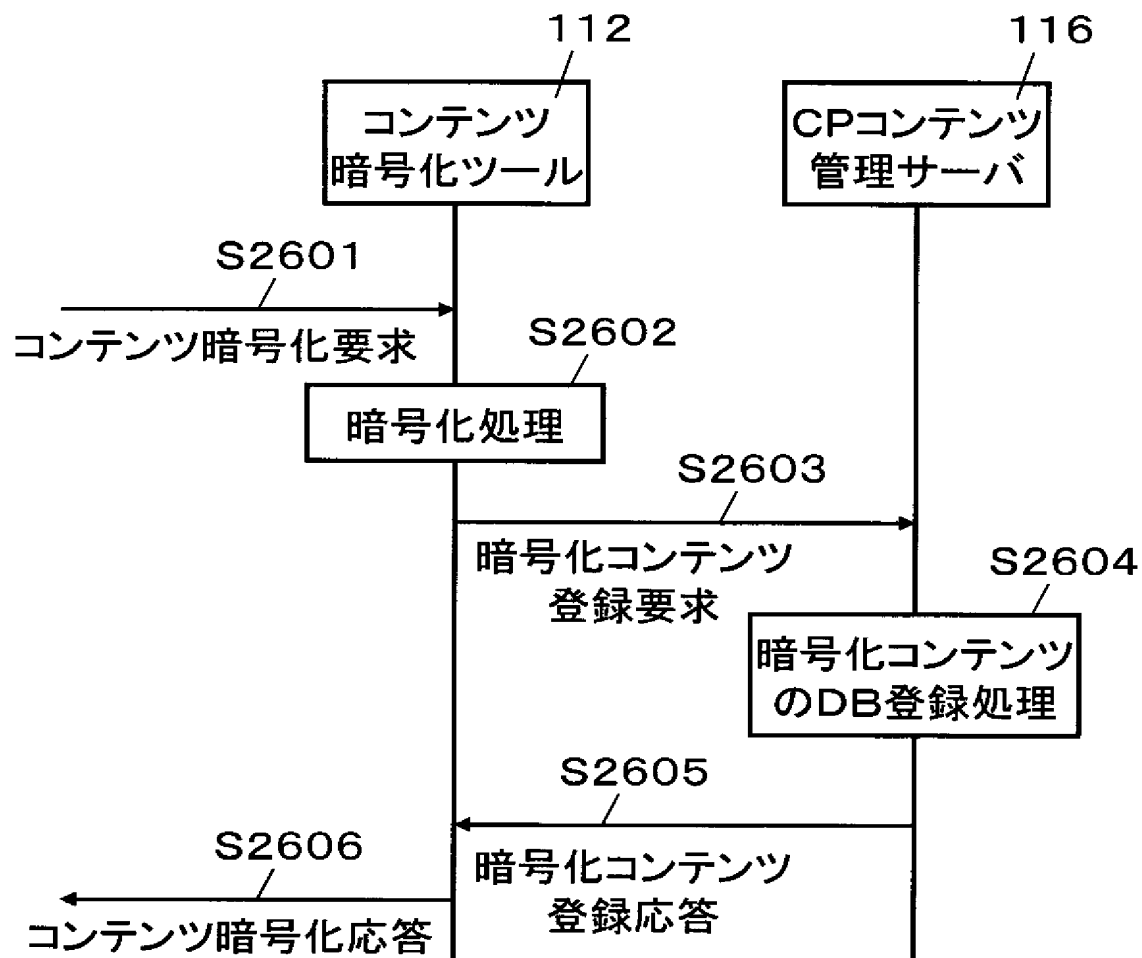 112
116
コンテンツ
暗号化ツール
CPコンテンツ
管理サーバ
S2601
コンテンツ暗号化要求
S2602
暗号化処理
S2603
暗号化コンテンツ
登録要求
S2604
暗号化コンテンツ
のDB登録処理
S2605
暗号化コンテンツ
登録応答
S2606
コンテンツ暗号化応答